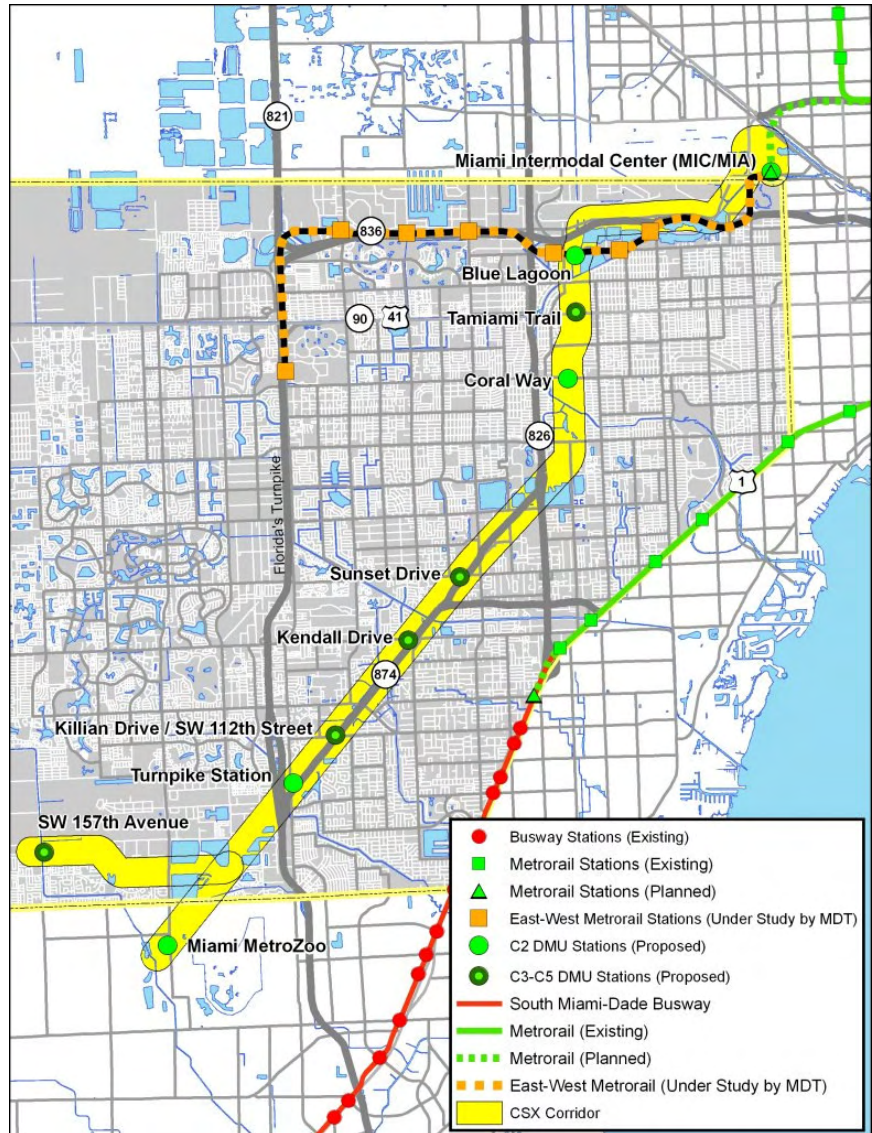 821
Miami Intermodal Center (MIC/MIA)
836
Blue Lagoon
90
41
Tamiami Trail
Coral Way
826
1
Florida's Turnpike
Sunset Drive
Kendall Drive
874
Killian Drive / SW 112th Street
Turnpike Station
SW 157th Avenue
Miami MetroZoo
Busway Stations (Existing)
Metrorail Stations (Existing)
Metrorail Stations (Planned)
East-West Metrorail Stations (Under Study by MDT)
C2 DMU Stations (Proposed)
C3-C5 DMU Stations (Proposed)
South Miami-Dade Busway
Metrorail (Existing)
Metrorail (Planned)
East-West Metrorail (Under Study by MDT)
CSX Corridor